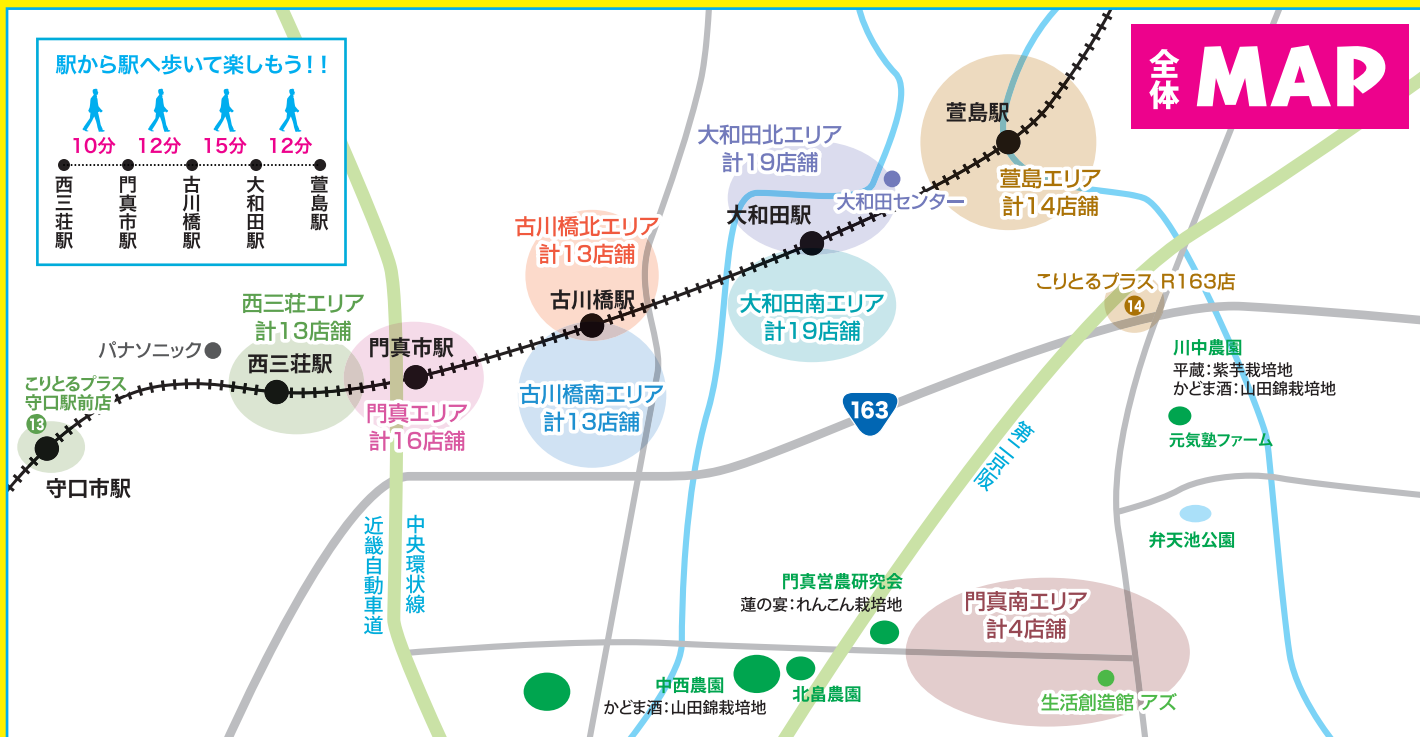 駅から駅へ歩いて楽しもう!!
10分 12分 15分 12分
西三荘駅
門真市駅
古川橋駅
大和田駅
萱島駅
全体 MAP
萱島駅
萱島エリア
計14店舗
大和田北エリア
計19店舗
大和田センター
大和田駅
大和田南エリア
計19店舗
古川橋北エリア
計13店舗
古川橋駅
古川橋南エリア
計13店舗
西三荘エリア
計13店舗
西三荘駅
パナソニック
門真市駅
門真エリア
計16店舗
こりとるプラス
守口駅前店
13
守口市駅
こりとるプラス R163店
14
川中農園
平蔵:紫芋栽培地
かどま酒:山田錦栽培地
元気塾ファーム
163
第二京阪
弁天池公園
近畿自動車道
中央環状線
門真営農研究会
蓮の宴:れんこん栽培地
門真南エリア
計4店舗
生活創造館 アズ
中西農園
かどま酒:山田錦栽培地
北畠農園